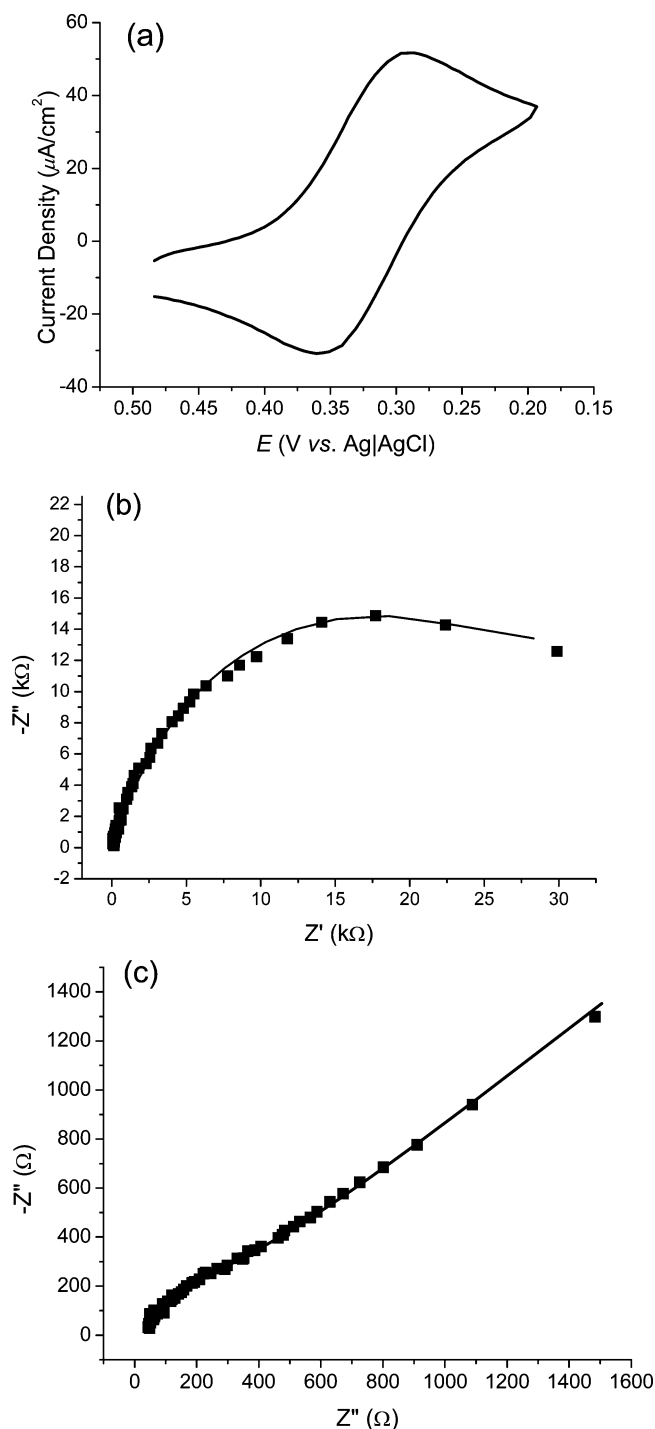 (a)
60
40
20
0
-20
-40
Current Density (μA/cm²)
0.50 0.45 0.40 0.35 0.30 0.25 0.20 0.15
E (V vs. Ag|AgCl)
(b)
22
20
18
16
14
12
10
8
6
4
2
0
-2
-Z" (kΩ)
0 5 10 15 20 25 30
Z' (kΩ)
(c)
1400
1200
1000
800
600
400
200
0
-Z" (Ω)
0 200 400 600 800 1000 1200 1400 1600
Z" (Ω)